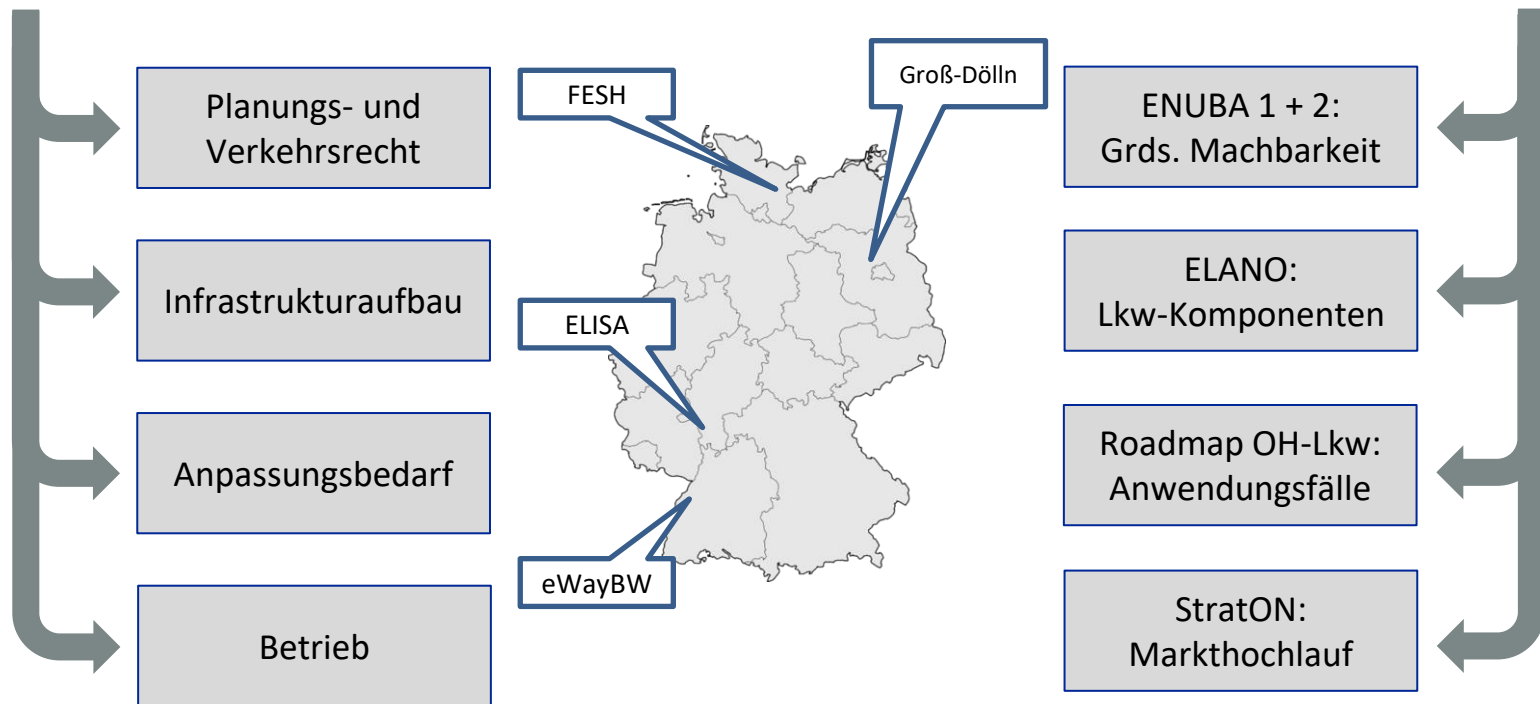 Planungs- und
Verkehrsrecht
Infrastrukturaufbau
Anpassungsbedarf
Betrieb
FESH
Groß-Dölln
ELISA
eWayBW
ENUBA 1 + 2:
Grds. Machbarkeit
ELANO:
Lkw-Komponenten
Roadmap OH-Lkw:
Anwendungsfälle
StratON:
Markthochlauf